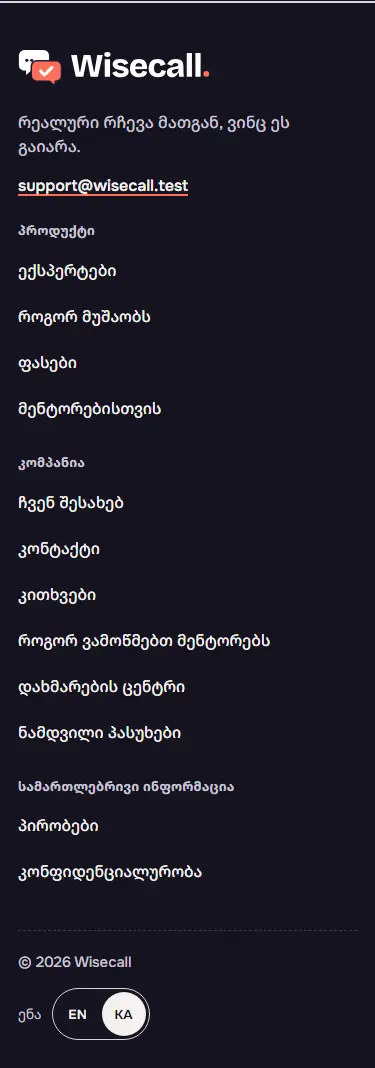 Wisecall.
რეალური რჩევა მათგან, ვინც ეს
გაიარა.
support@wisecall.test
პროდუქტი
ექსპერტები
როგორ მუშაობს
ფასები
მენტორებისთვის
კომპანია
ჩვენ შესახებ
კონტაქტი
კითხვები
როგორ ვამოწმებთ მენტორებს
დახმარების ცენტრი
ნამდვილი პასუხები
სამართლებრივი ინფორმაცია
პირობები
კონფიდენციალურობა
© 2026 Wisecall
ენა EN KA